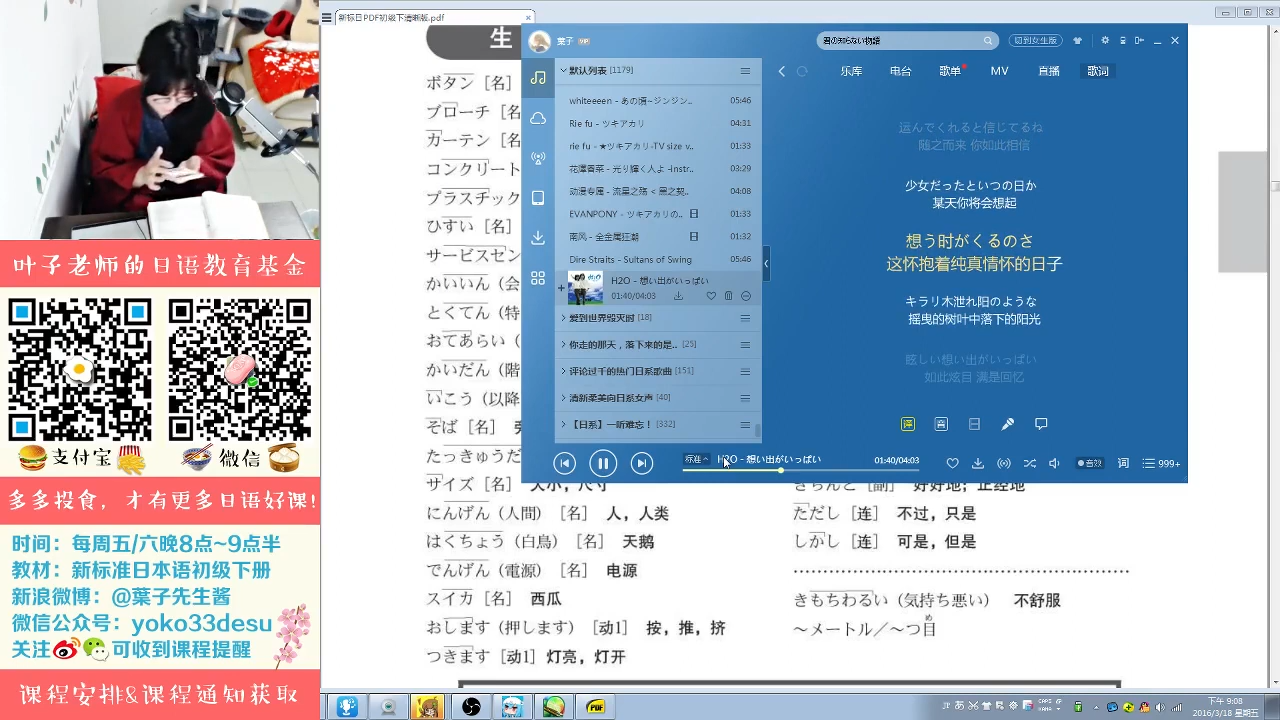 新标日PDF初级下清晰版.pdf
叶子老师的日语教育基金
支付宝
微信
多多投食，才有更多日语好课！
时间：每周五/六晚8点~9点半
教材：新标准日本语初级下册
新浪微博：@葉子先生酱
微信公众号：yoko33desu
关注
可收到课程提醒
课程安排&课程通知获取
生
ボタン［名］
ブローチ［名
カーテン［名
コンクリート
プラスチック
ひすい［名］
サービスセン
かいいん（会
とくてん（特
おてあらい（
かいだん（階
いこう（以降
そば［名］
たっきゅうた
サイズ［名］ 大小，尺寸
にんげん（人間）［名］ 人，人类
はくちょう（白鳥）［名］ 天鹅
でんげん（電源）［名］ 电源
スイカ［名］ 西瓜
おします（押します）［动1］ 按，推，挤
つきます［动1］ 灯亮，灯开
きちんと［副］ 好好地；正经地
ただし［连］ 不过，只是
しかし［连］ 可是，但是
きもちわるい（気持ち悪い） 不舒服
～メートル／～つ目
め
葉子 VIP
君の知らない物語
回到女生版
默认列表 [1179]
whiteeen - あの頃~ジンジン.. 05:46
Rie fu - ツキアカリ 04:31
rie fu - ★ツキアカリ-TV size v... 01:33
花澤香菜 - 光り輝く人よ -instr.. 03:29
动漫专属 - 流星之荡 < 黑之契.. 04:08
EVANPONY - ツキアカリの.. 01:33
南风 - 全金属狂潮 01:32
Dire Straits - Sultans of Swing 05:46
H2O - 想い出がいっぱい
01:40/04:03
爱到世界毁灭时 [18]
你走的那天，落下来的是.. [25]
评论过千的热门日系歌曲 [151]
清新柔美向日系女声 [40]
【日系】一听钟情！ [332]
乐库 电台 歌单 MV 直播 歌词
运んでくれると信じてるね
随之而来 你如此相信
少女だったといつの日か
某天你将会想起
想う时がくるのさ
这怀抱着纯真情怀的日子
キラリ木泄れ阳のような
摇曳的树叶中落下的阳光
眩しい想い出がいっぱい
如此炫目 满是回忆
译 音
标准 H2O - 想い出がいっぱい 01:40/04:03
音效 词 999+
PDF
下午 9:08
2016/3/18 星期五